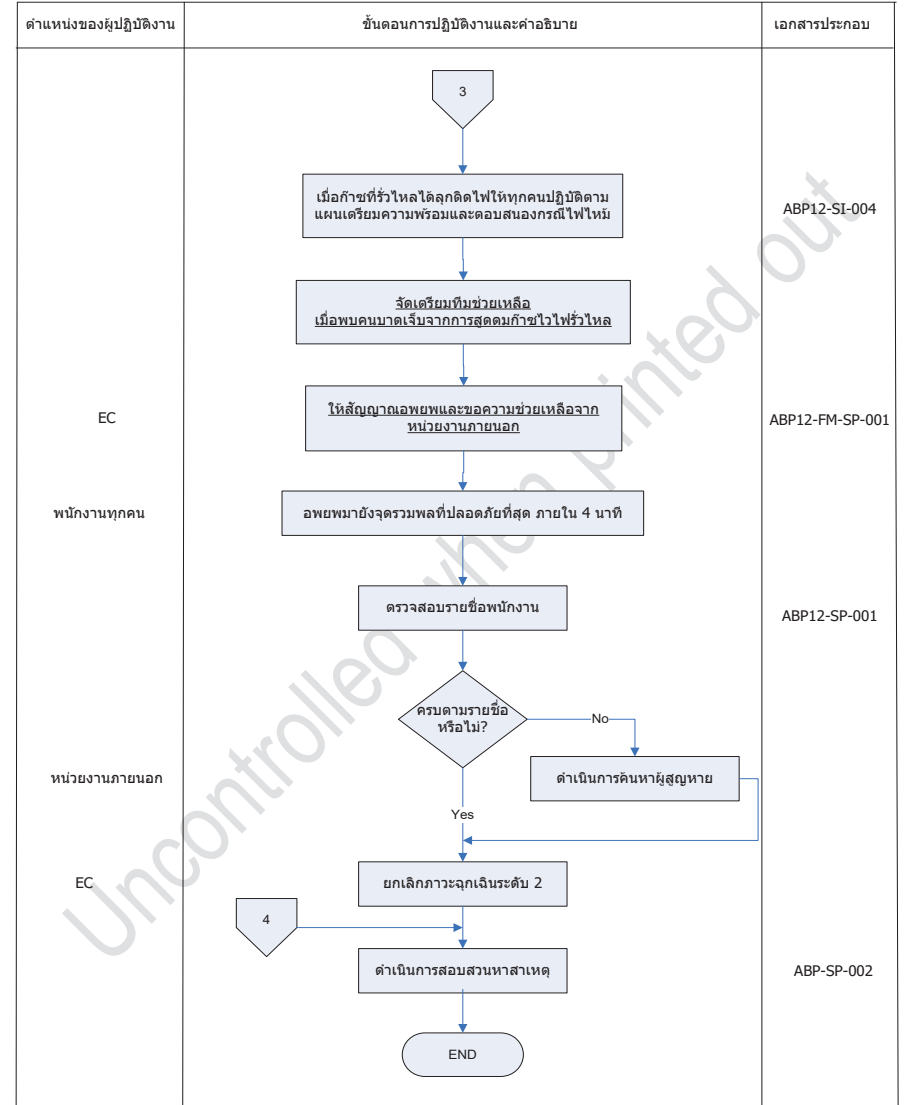 ตำแหน่งของผู้ปฏิบัติงาน
ขั้นตอนการปฏิบัติงานและคำอธิบาย
เอกสารประกอบ
3
เมื่อก๊าซที่รั่วไหลได้ลุกติดไฟให้ทุกคนปฏิบัติตาม
แผนเตรียมความพร้อมและตอบสนองกรณีไฟไหม้
ABP12-SI-004
จัดเตรียมทีมช่วยเหลือ
เมื่อพบคนบาดเจ็บจากการสูดดมก๊าซไวไฟรั่วไหล
EC
ให้สัญญาณอพยพและขอความช่วยเหลือจาก
หน่วยงานภายนอก
ABP12-FM-SP-001
พนักงานทุกคน
อพยพมายังจุดรวมพลที่ปลอดภัยที่สุด ภายใน 4 นาที
ตรวจสอบรายชื่อพนักงาน
ABP12-SP-001
ครบตามรายชื่อ
หรือไม่?
No
หน่วยงานภายนอก
ดำเนินการค้นหาผู้สูญหาย
Yes
EC
ยกเลิกภาวะฉุกเฉินระดับ 2
4
ดำเนินการสอบสวนหาสาเหตุ
ABP-SP-002
END
Uncontrolled when printed out